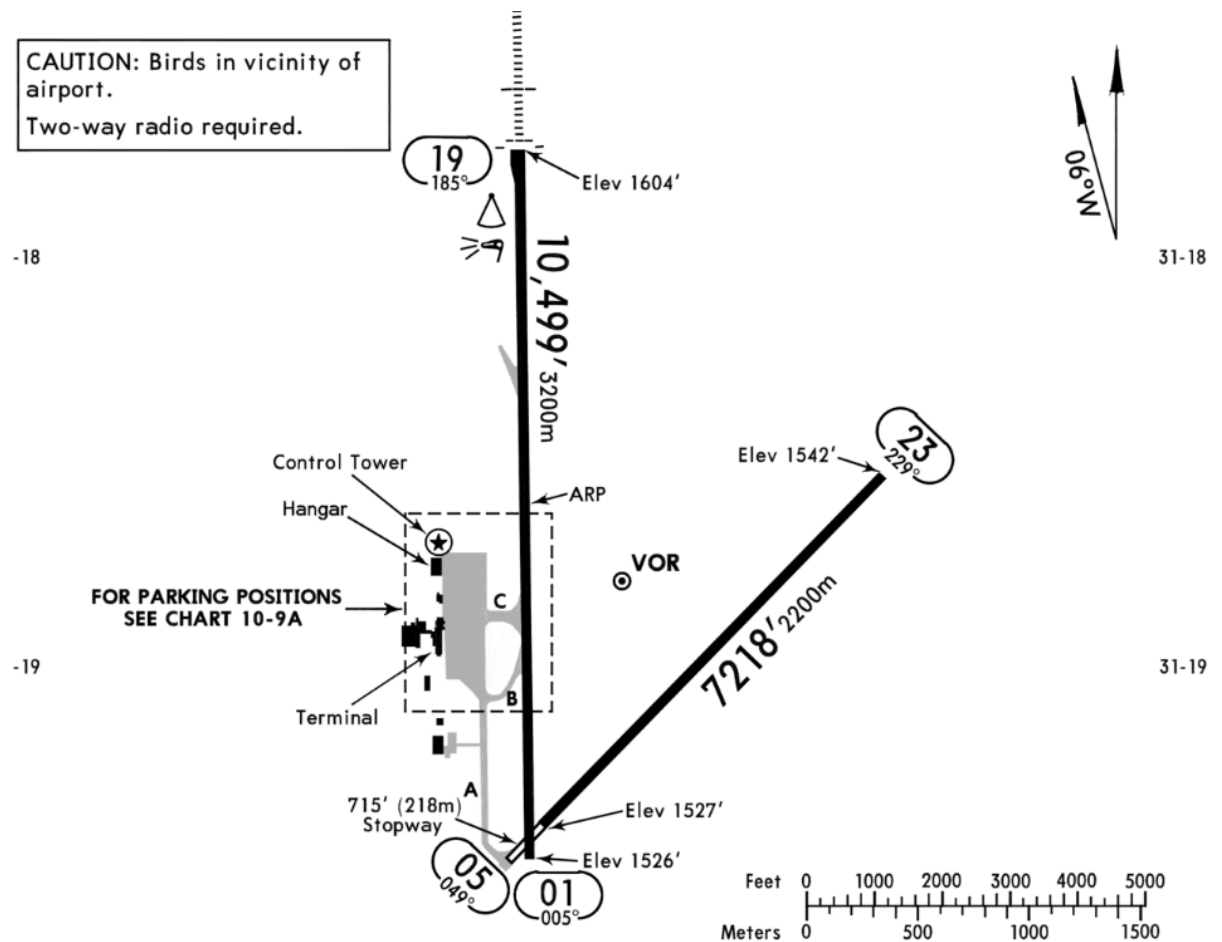 CAUTION: Birds in vicinity of
airport.
Two-way radio required.
19
185°
Elev 1604'
06°W
-18
31-18
10,499'
3200m
23
229°
Elev 1542'
Control Tower
Hangar
ARP
VOR
FOR PARKING POSITIONS
SEE CHART 10-9A
C
7218' 2200m
-19
31-19
Terminal
B
A
715' (218m)
Stopway
Elev 1527'
Elev 1526'
05
049°
01
005°
Feet 0 1000 2000 3000 4000 5000
Meters 0 500 1000 1500